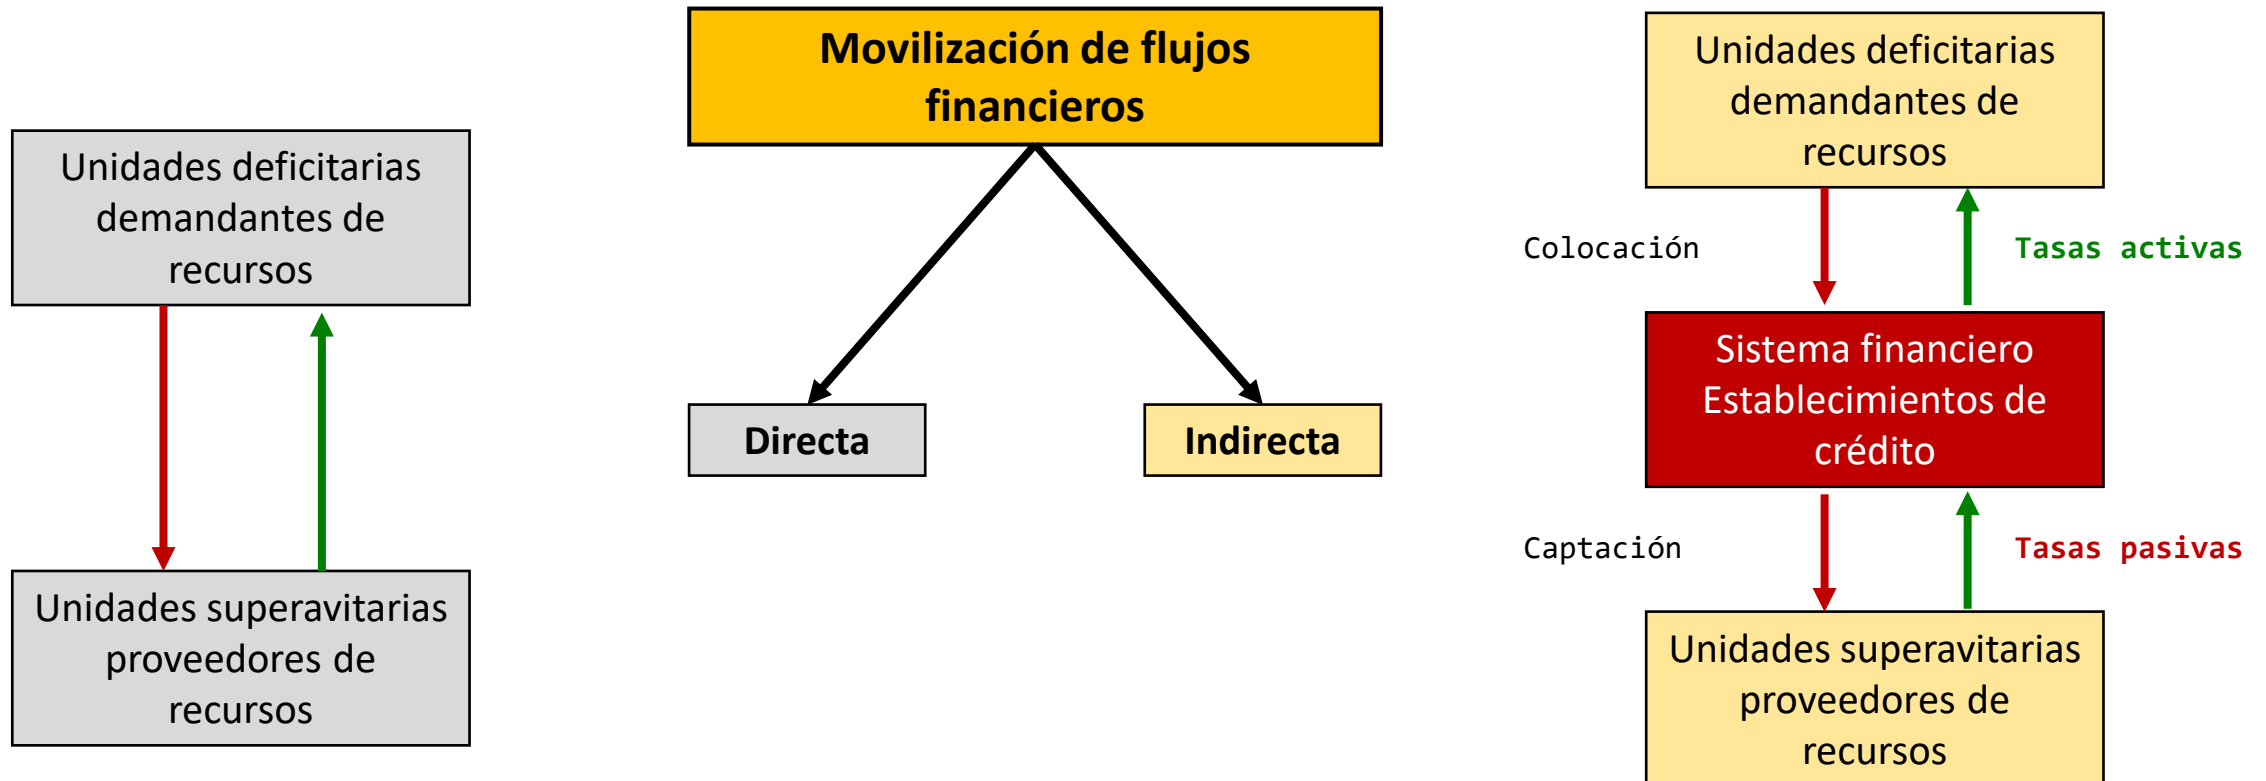 Movilización de flujos
financieros
Directa
Indirecta
Unidades deficitarias
demandantes de
recursos
Unidades superavitarias
proveedores de
recursos
Unidades deficitarias
demandantes de
recursos
Colocación
Tasas activas
Sistema financiero
Establecimientos de
crédito
Captación
Tasas pasivas
Unidades superavitarias
proveedores de
recursos